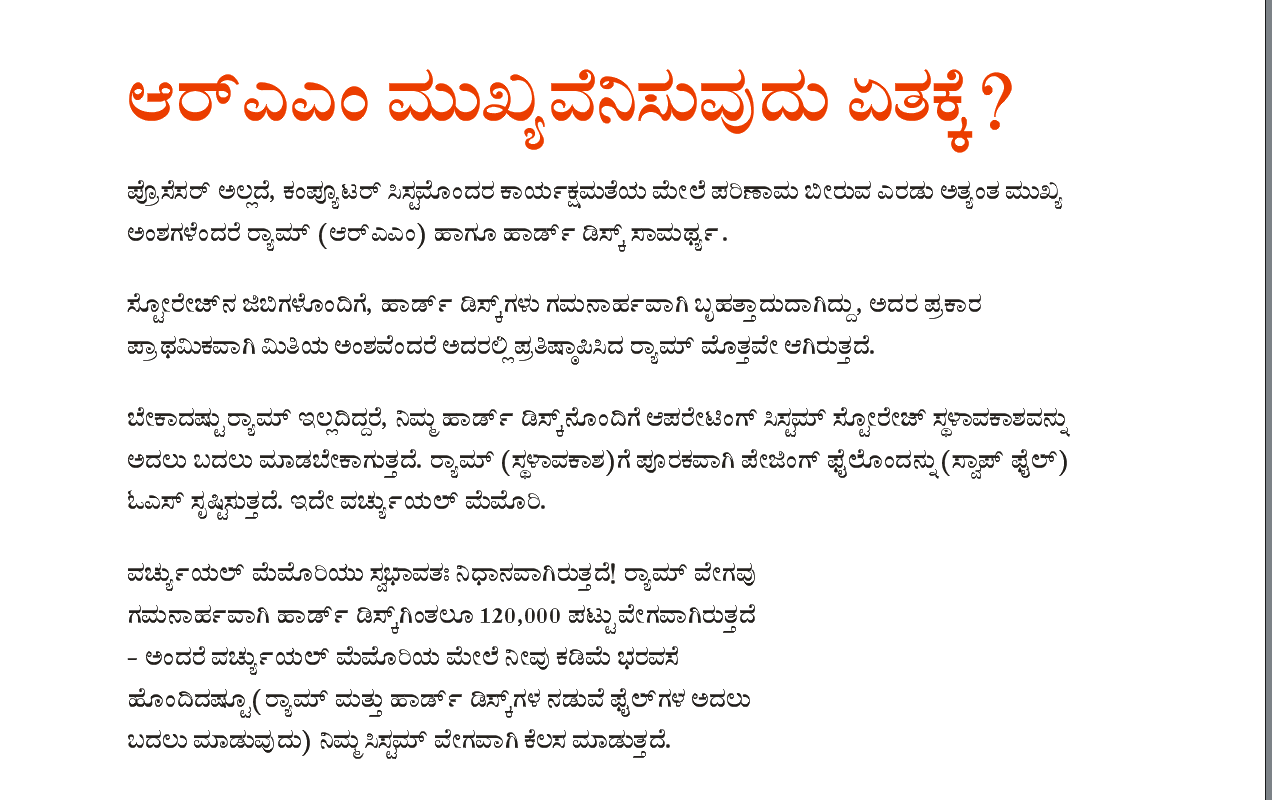 ಆರ್‌ಎಎಂ ಮುಖ್ಯವೆನಿಸುವುದು ಏತಕ್ಕೆ?
ಪ್ರೊಸೆಸರ್ ಅಲ್ಲದೆ, ಕಂಪ್ಯೂಟರ್ ಸಿಸ್ಟಮೊಂದರ ಕಾರ್ಯಕ್ಷಮತೆಯ ಮೇಲೆ ಪರಿಣಾಮ ಬೀರುವ ಎರಡು ಅತ್ಯಂತ ಮುಖ್ಯ
ಅಂಶಗಳೆಂದರೆ ರ‍್ಯಾಮ್ (ಆರ್‌ಎಎಂ) ಹಾಗೂ ಹಾರ್ಡ್ ಡಿಸ್ಕ್ ಸಾಮರ್ಥ್ಯ.
ಸ್ಟೋರೇಜ್‌ನ ಜಿಬಿಗಳೊಂದಿಗೆ, ಹಾರ್ಡ್ ಡಿಸ್ಕ್‌ಗಳು ಗಮನಾರ್ಹವಾಗಿ ಬೃಹತ್ತಾದುದಾಗಿದ್ದು, ಅದರ ಪ್ರಕಾರ
ಪ್ರಾಥಮಿಕವಾಗಿ ಮಿತಿಯ ಅಂಶವೆಂದರೆ ಅದರಲ್ಲಿ ಪ್ರತಿಷ್ಠಾಪಿಸಿದ ರ‍್ಯಾಮ್ ಮೊತ್ತವೇ ಆಗಿರುತ್ತದೆ.
ಬೇಕಾದಷ್ಟು ರ‍್ಯಾಮ್ ಇಲ್ಲದಿದ್ದರೆ, ನಿಮ್ಮ ಹಾರ್ಡ್ ಡಿಸ್ಕ್‌ನೊಂದಿಗೆ ಆಪರೇಟಿಂಗ್ ಸಿಸ್ಟಮ್ ಸ್ಟೋರೇಜ್ ಸ್ಥಳಾವಕಾಶವನ್ನು
ಅದಲು ಬದಲು ಮಾಡಬೇಕಾಗುತ್ತದೆ. ರ‍್ಯಾಮ್ (ಸ್ಥಳಾವಕಾಶ)ಗೆ ಪೂರಕವಾಗಿ ಪೇಜಿಂಗ್ ಫೈಲೊಂದನ್ನು (ಸ್ವಾಪ್ ಫೈಲ್)
ಓಎಸ್ ಸೃಷ್ಟಿಸುತ್ತದೆ. ಇದೇ ವರ್ಚ್ಯುಯಲ್ ಮೆಮೊರಿ.
ವರ್ಚ್ಯುಯಲ್ ಮೆಮೊರಿಯು ಸ್ವಭಾವತಃ ನಿಧಾನವಾಗಿರುತ್ತದೆ! ರ‍್ಯಾಮ್ ವೇಗವು
ಗಮನಾರ್ಹವಾಗಿ ಹಾರ್ಡ್ ಡಿಸ್ಕ್‌ಗಿಂತಲೂ 120,000 ಪಟ್ಟು ವೇಗವಾಗಿರುತ್ತದೆ
– ಅಂದರೆ ವರ್ಚ್ಯುಯಲ್ ಮೆಮೊರಿಯ ಮೇಲೆ ನೀವು ಕಡಿಮೆ ಭರವಸೆ
ಹೊಂದಿದಷ್ಟೂ (ರ‍್ಯಾಮ್ ಮತ್ತು ಹಾರ್ಡ್ ಡಿಸ್ಕ್‌ಗಳ ನಡುವೆ ಫೈಲ್‌ಗಳ ಅದಲು
ಬದಲು ಮಾಡುವುದು) ನಿಮ್ಮ ಸಿಸ್ಟಮ್ ವೇಗವಾಗಿ ಕೆಲಸ ಮಾಡುತ್ತದೆ.